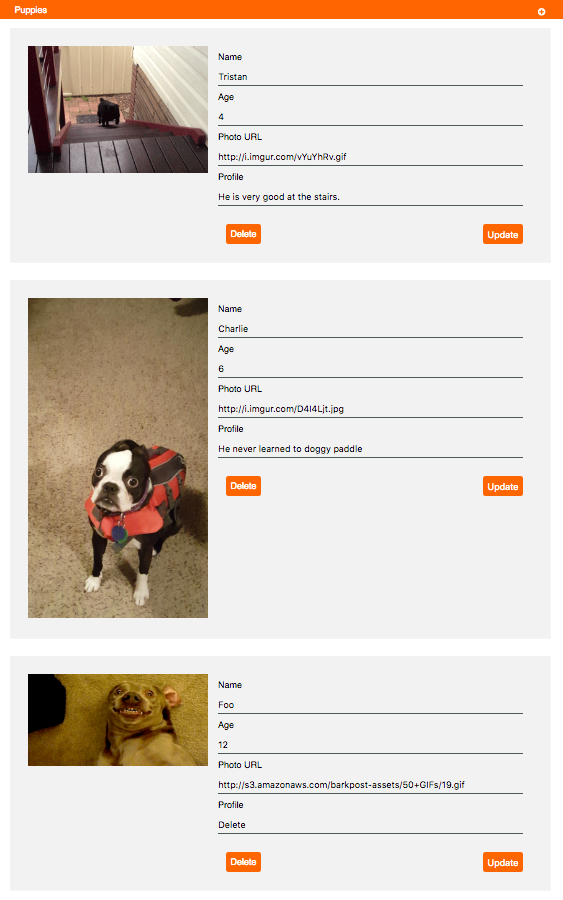 Puppies
Name
Tristan
Age
4
Photo URL
http://i.imgur.com/vYuYhRv.gif
Profile
He is very good at the stairs.
Delete Update
Name
Charlie
Age
6
Photo URL
http://i.imgur.com/D4I4Ljt.jpg
Profile
He never learned to doggy paddle
Delete Update
Name
Foo
Age
12
Photo URL
http://s3.amazonaws.com/barkpost-assets/50+GIFs/19.gif
Profile
Delete
Delete Update